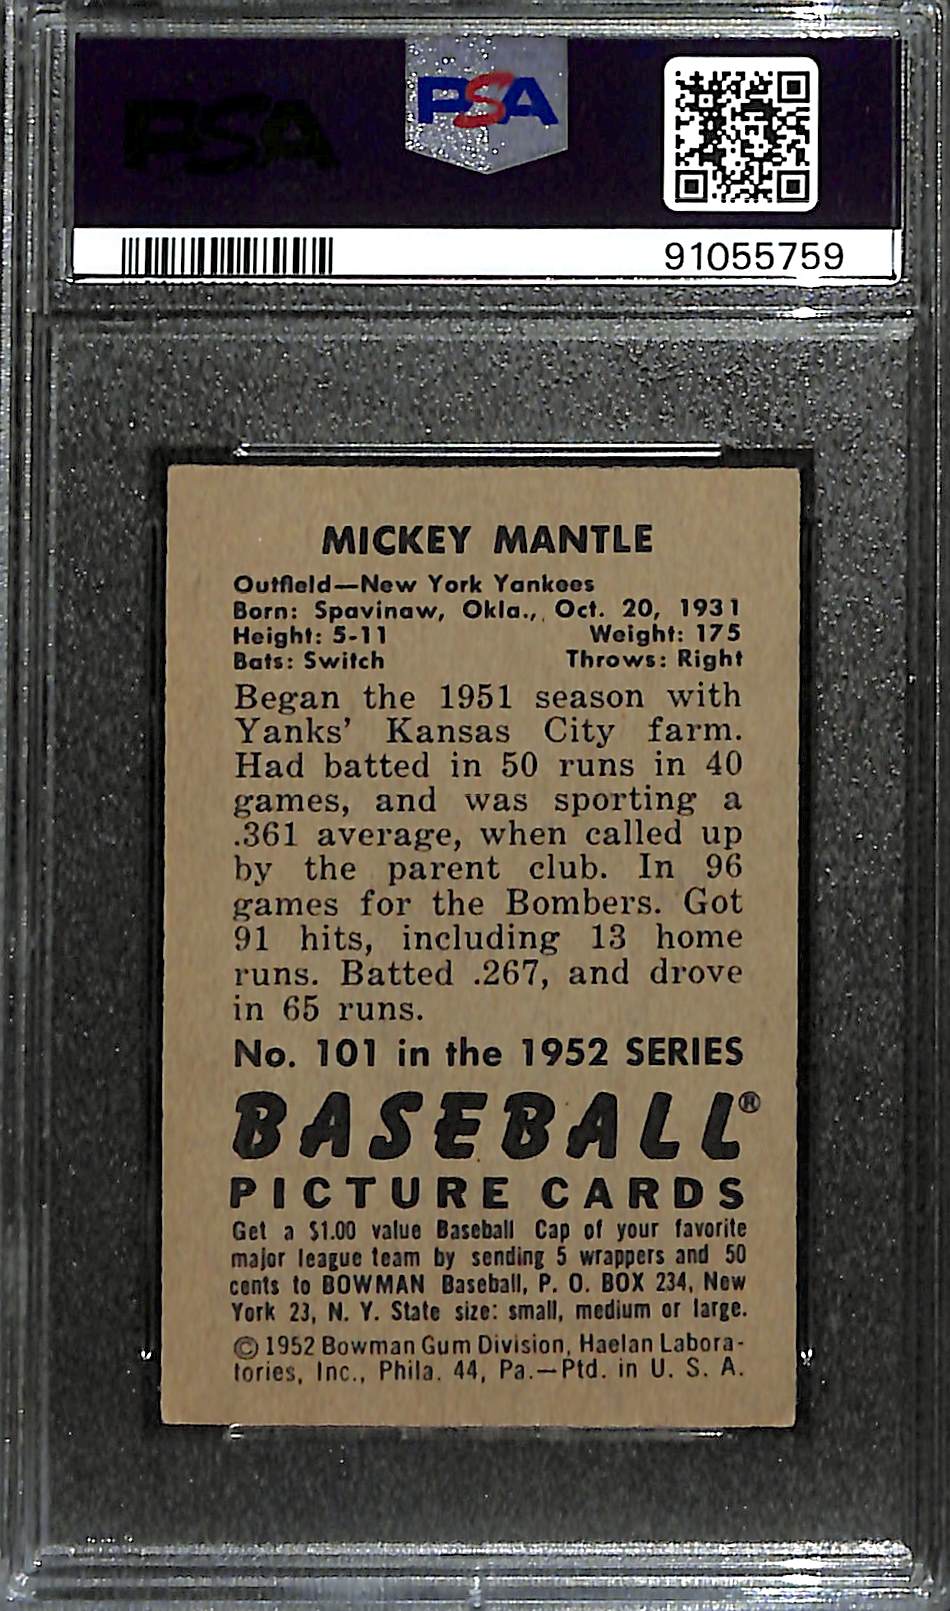 PSA
PSA
91055759
MICKEY MANTLE
Outfield—New York Yankees
Born: Spavinaw, Okla., Oct. 20, 1931
Height: 5-11 Weight: 175
Bats: Switch Throws: Right
Began the 1951 season with
Yanks' Kansas City farm.
Had batted in 50 runs in 40
games, and was sporting a
.361 average, when called up
by the parent club. In 96
games for the Bombers. Got
91 hits, including 13 home
runs. Batted .267, and drove
in 65 runs.
No. 101 in the 1952 SERIES
BASEBALL®
PICTURE CARDS
Get a $1.00 value Baseball Cap of your favorite
major league team by sending 5 wrappers and 50
cents to BOWMAN Baseball, P. O. BOX 234, New
York 23, N. Y. State size: small, medium or large.
© 1952 Bowman Gum Division, Haelan Labora-
tories, Inc., Phila. 44, Pa.—Ptd. in U. S. A.